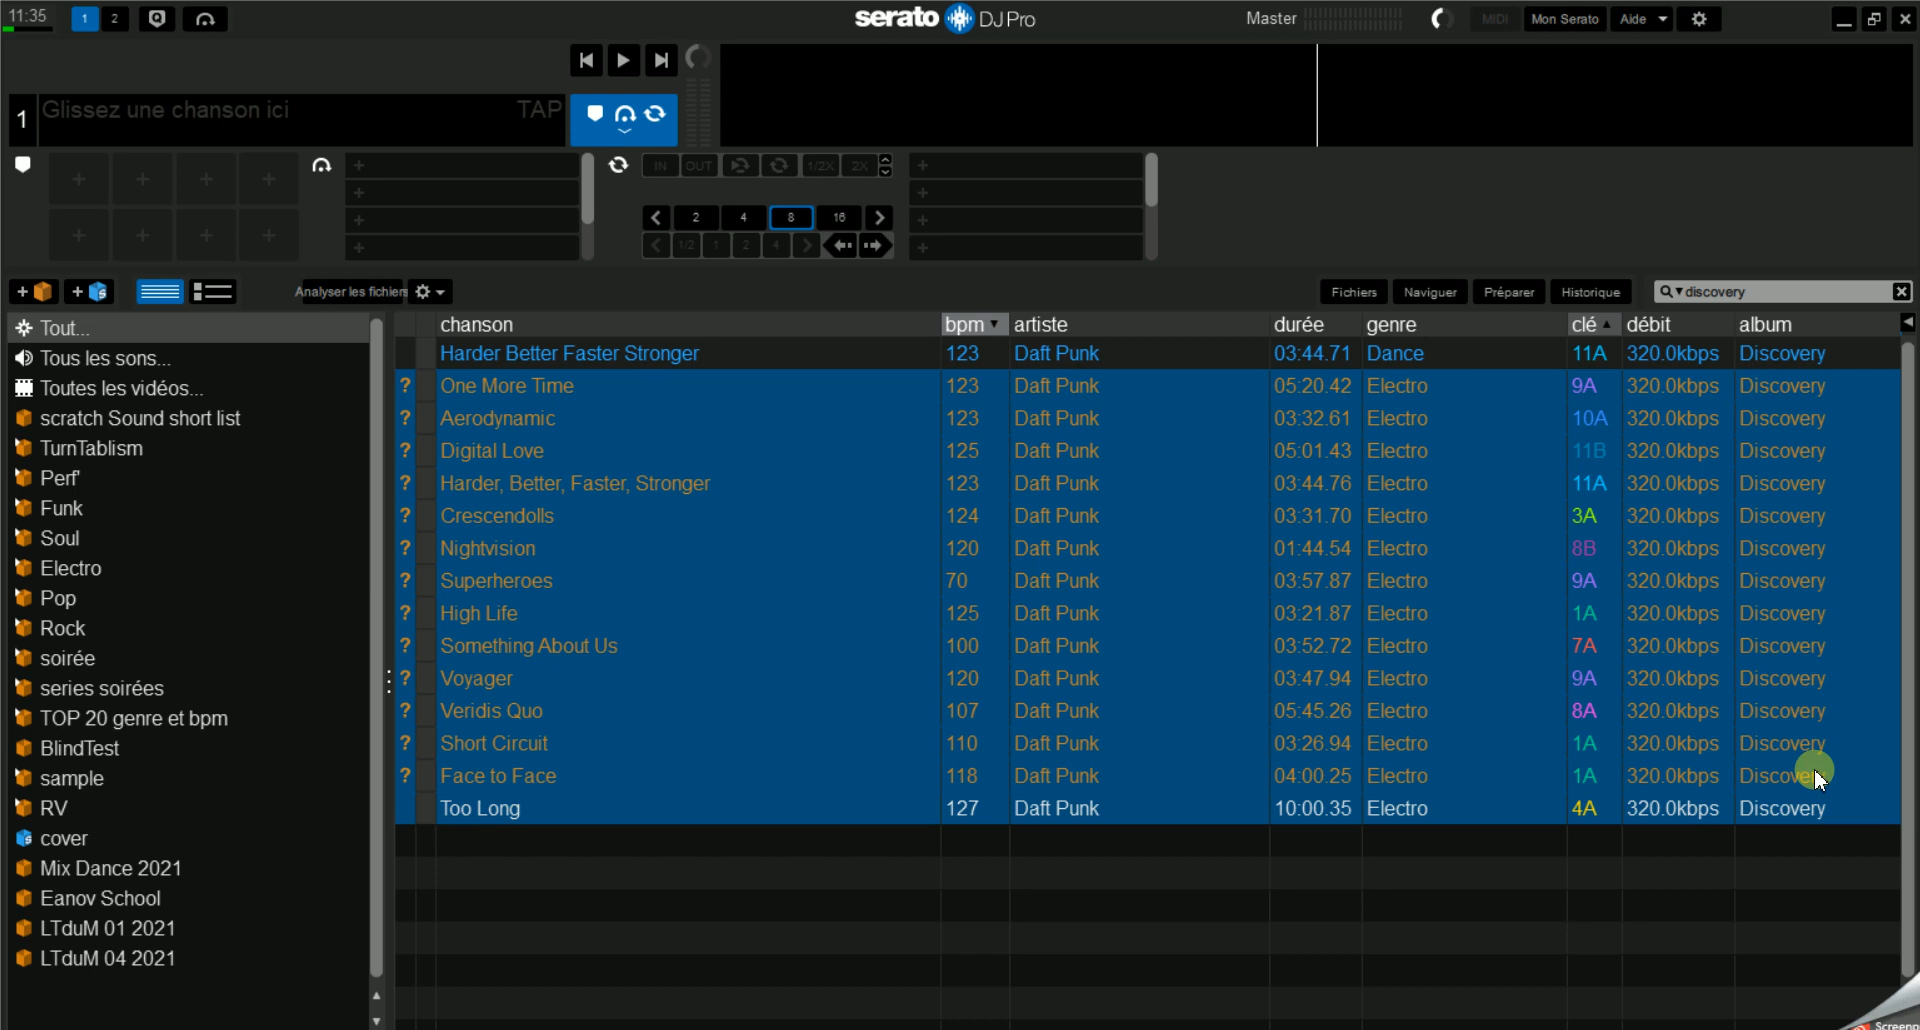 11:35 1 2 serato DJ Pro Master MIDI Mon Serato Aide
1 Glissez une chanson ici TAP
IN OUT 1/2X 2X
2 4 8 16
1/2 1 2 4
Analyser les fichiers Fichiers Naviguer Préparer Historique discovery
Tout...
Tous les sons...
Toutes les vidéos...
scratch Sound short list
TurnTablism
Perf'
Funk
Soul
Electro
Pop
Rock
soirée
series soirées
TOP 20 genre et bpm
BlindTest
sample
RV
cover
Mix Dance 2021
Eanov School
LTduM 01 2021
LTduM 04 2021
chanson bpm artiste durée genre clé débit album
Harder Better Faster Stronger 123 Daft Punk 03:44.71 Dance 11A 320.0kbps Discovery
? One More Time 123 Daft Punk 05:20.42 Electro 9A 320.0kbps Discovery
? Aerodynamic 123 Daft Punk 03:32.61 Electro 10A 320.0kbps Discovery
? Digital Love 125 Daft Punk 05:01.43 Electro 11B 320.0kbps Discovery
? Harder, Better, Faster, Stronger 123 Daft Punk 03:44.76 Electro 11A 320.0kbps Discovery
? Crescendolls 124 Daft Punk 03:31.70 Electro 3A 320.0kbps Discovery
? Nightvision 120 Daft Punk 01:44.54 Electro 8B 320.0kbps Discovery
? Superheroes 70 Daft Punk 03:57.87 Electro 9A 320.0kbps Discovery
? High Life 125 Daft Punk 03:21.87 Electro 1A 320.0kbps Discovery
? Something About Us 100 Daft Punk 03:52.72 Electro 7A 320.0kbps Discovery
? Voyager 120 Daft Punk 03:47.94 Electro 9A 320.0kbps Discovery
? Veridis Quo 107 Daft Punk 05:45.26 Electro 8A 320.0kbps Discovery
? Short Circuit 110 Daft Punk 03:26.94 Electro 1A 320.0kbps Discovery
? Face to Face 118 Daft Punk 04:00.25 Electro 1A 320.0kbps Discovery
Too Long 127 Daft Punk 10:00.35 Electro 4A 320.0kbps Discovery